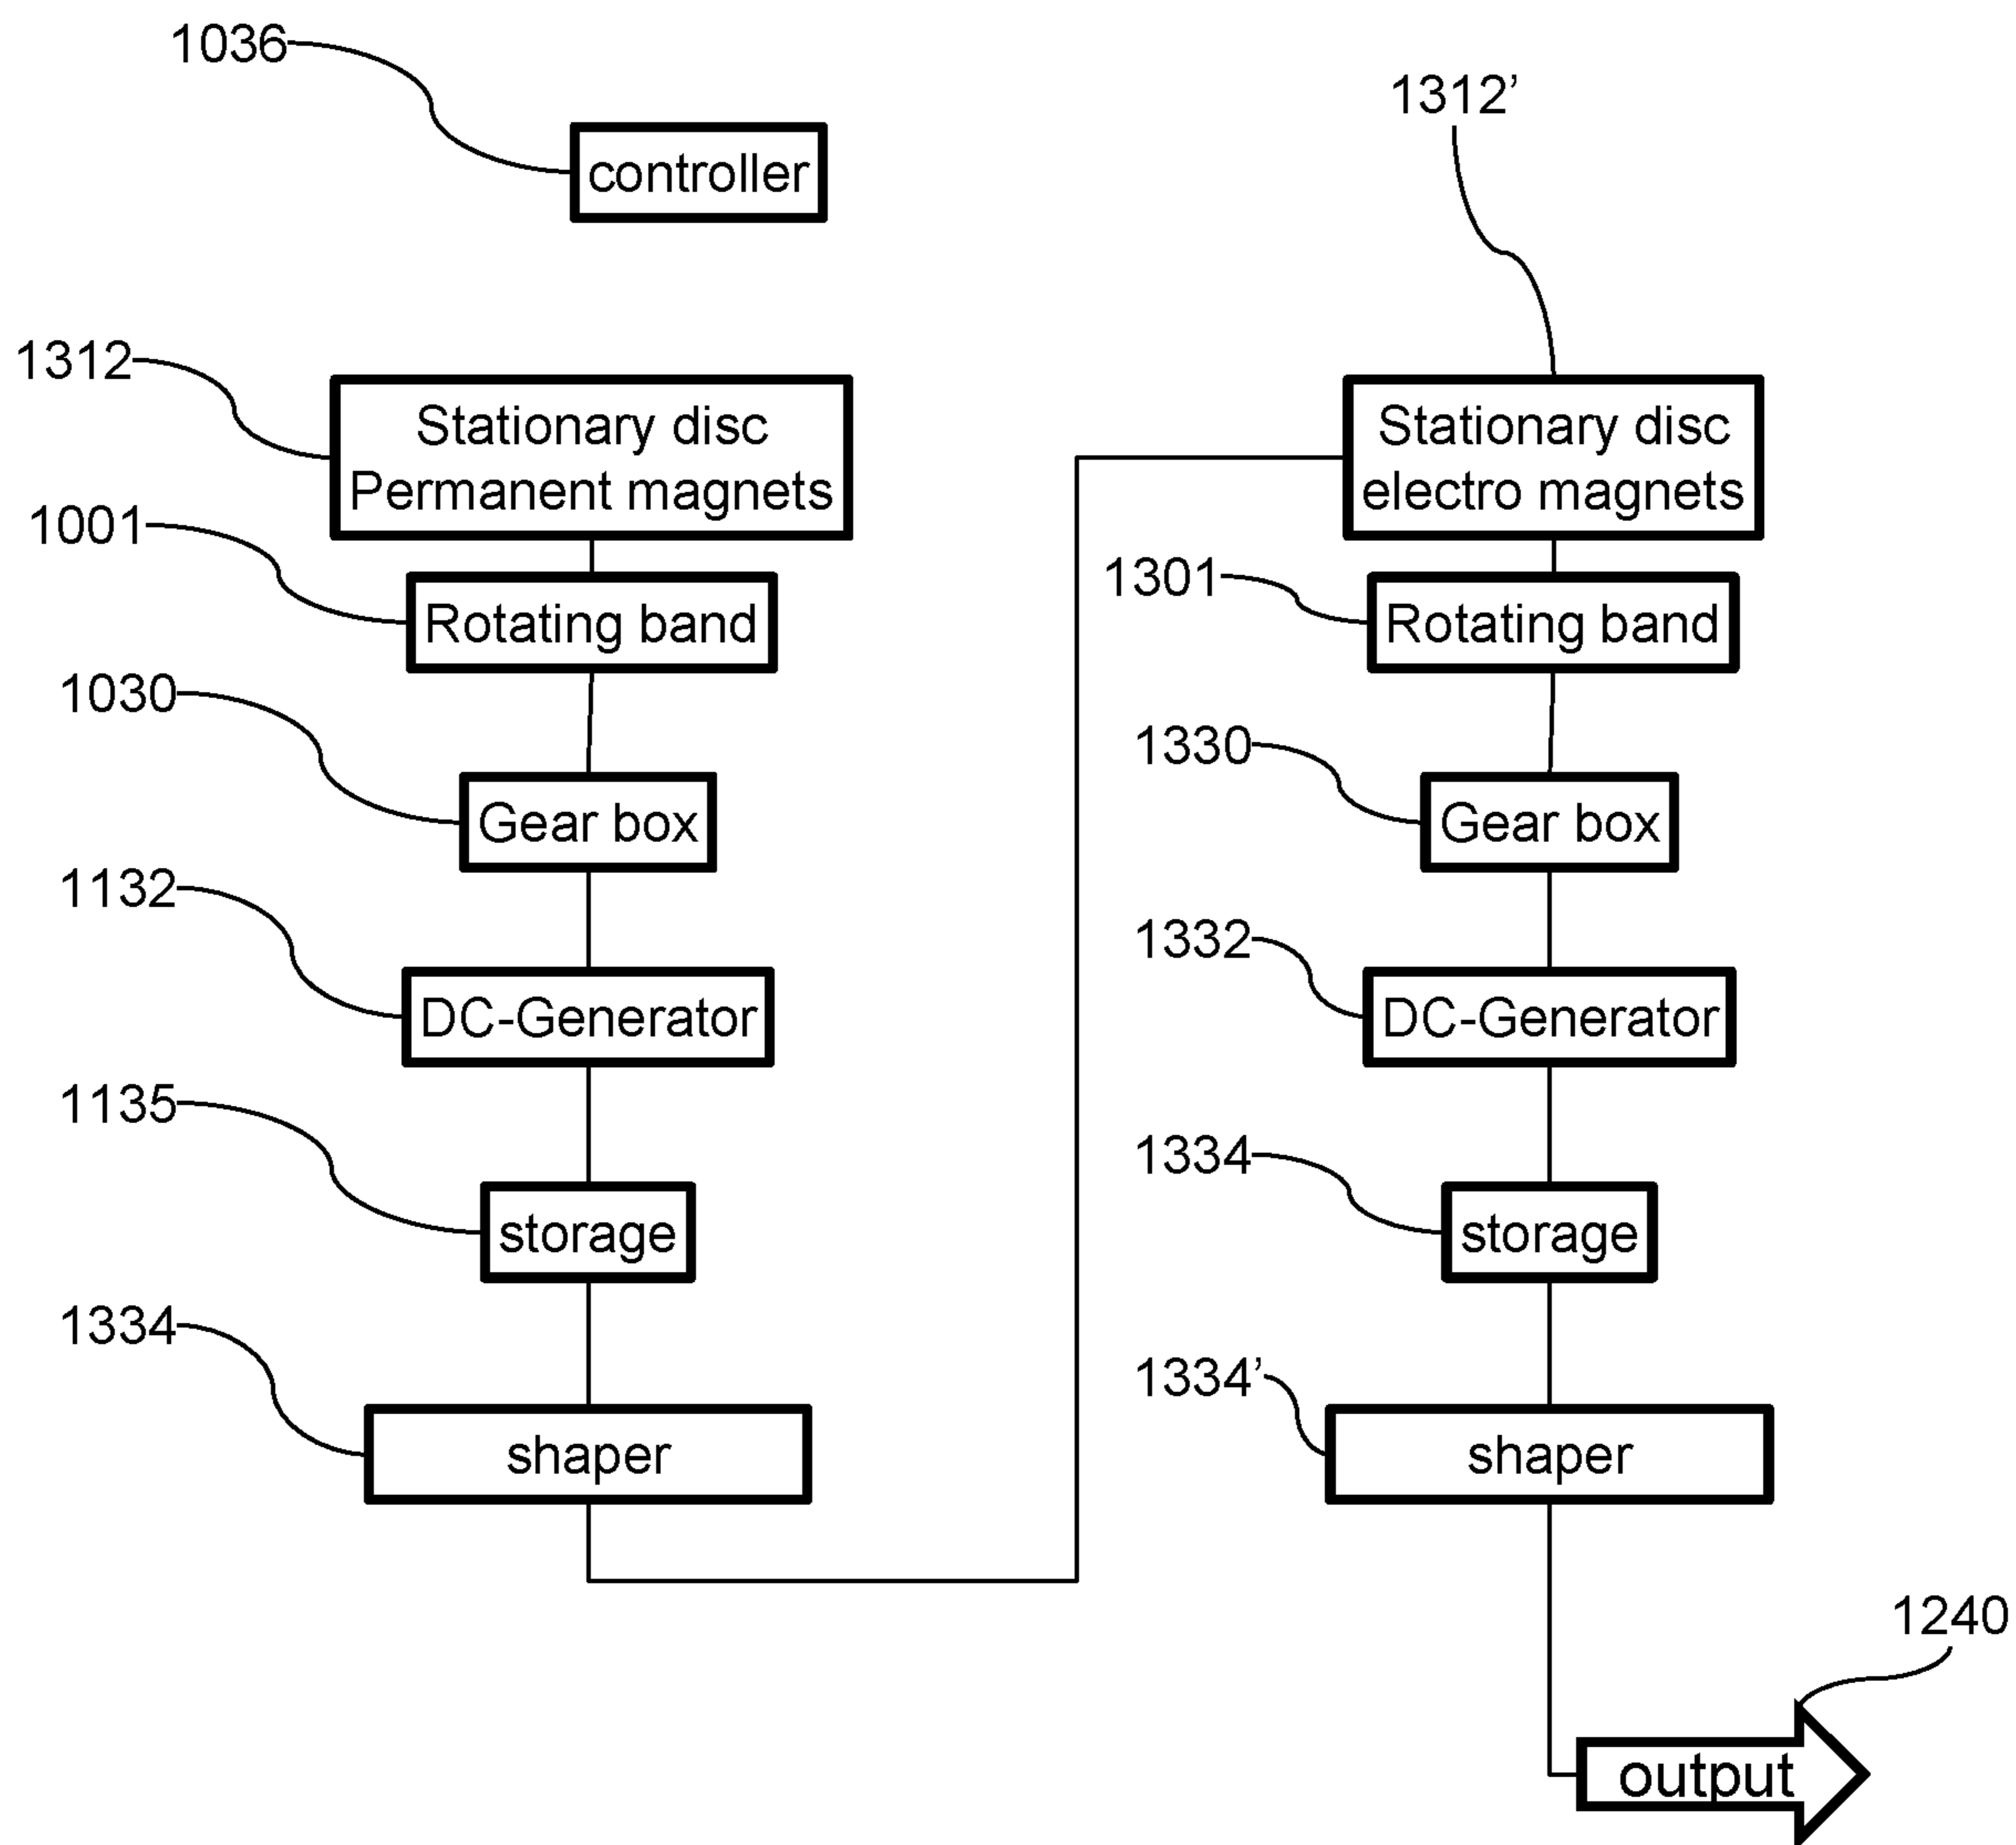 1036
controller
1312
Stationary disc
Permanent magnets
1001
Rotating band
1030
Gear box
1132
DC-Generator
1135
storage
1334
shaper
1312’
Stationary disc
electro magnets
1301
Rotating band
1330
Gear box
1332
DC-Generator
1334
storage
1334’
shaper
1240
output